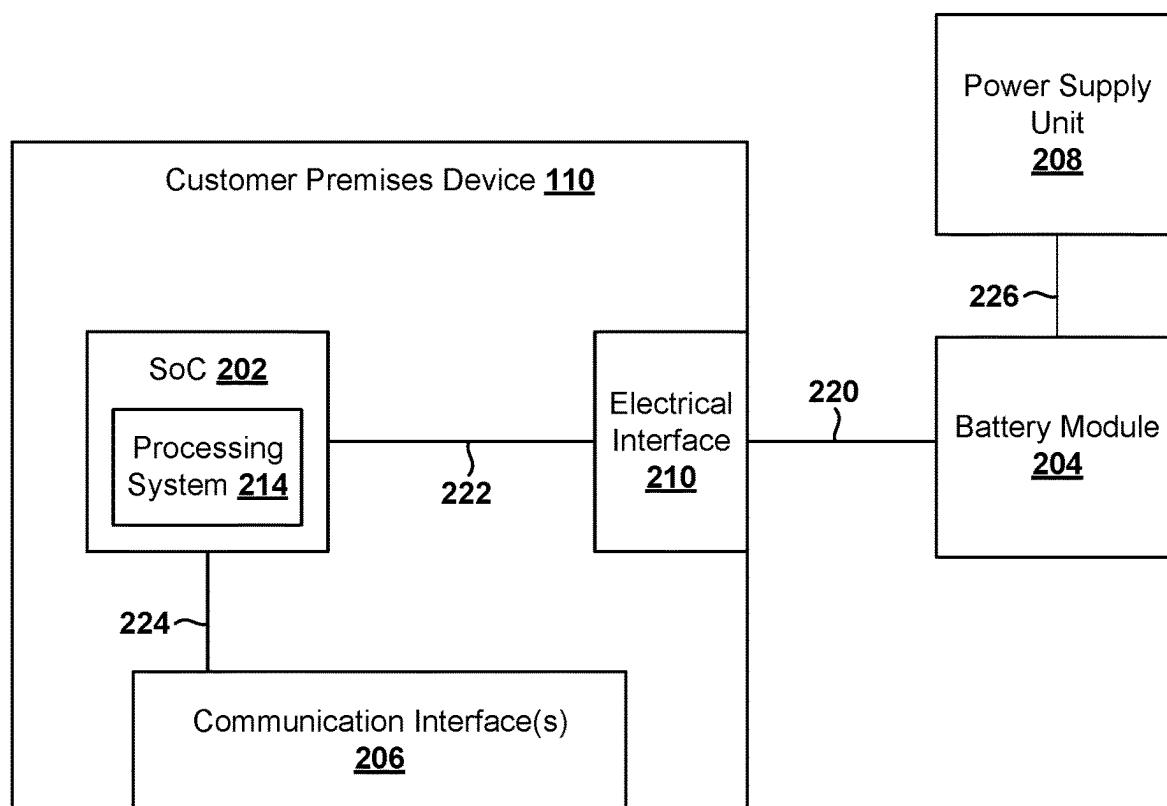 Power Supply
Unit
208
Customer Premises Device 110
226
SoC 202
Processing
System 214
222
Electrical
Interface
210
220
Battery Module
204
224
Communication Interface(s)
206